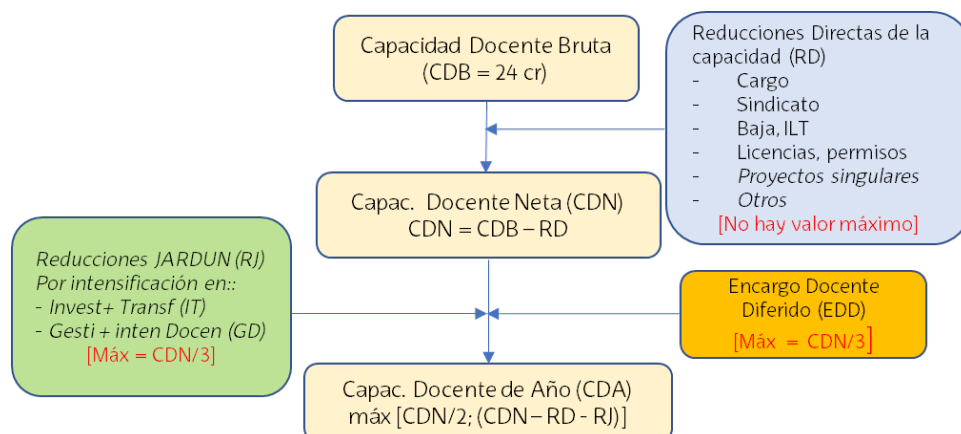 Capacidad Docente Bruta
(CDB = 24 cr)
Reducciones Directas de la
capacidad (RD)
- Cargo
- Sindicato
- Baja, ILT
- Licencias, permisos
- Proyectos singulares
- Otros
[No hay valor máximo]
Capac. Docente Neta (CDN)
CDN = CDB – RD
Reducciones JARDUN (RJ)
Por intensificación en::
- Invest+ Transf (IT)
- Gesti + inten Docen (GD)
[Máx = CDN/3]
Encargo Docente
Diferido (EDD)
[Máx = CDN/3]
Capac. Docente de Año (CDA)
máx [CDN/2; (CDN – RD - RJ)]